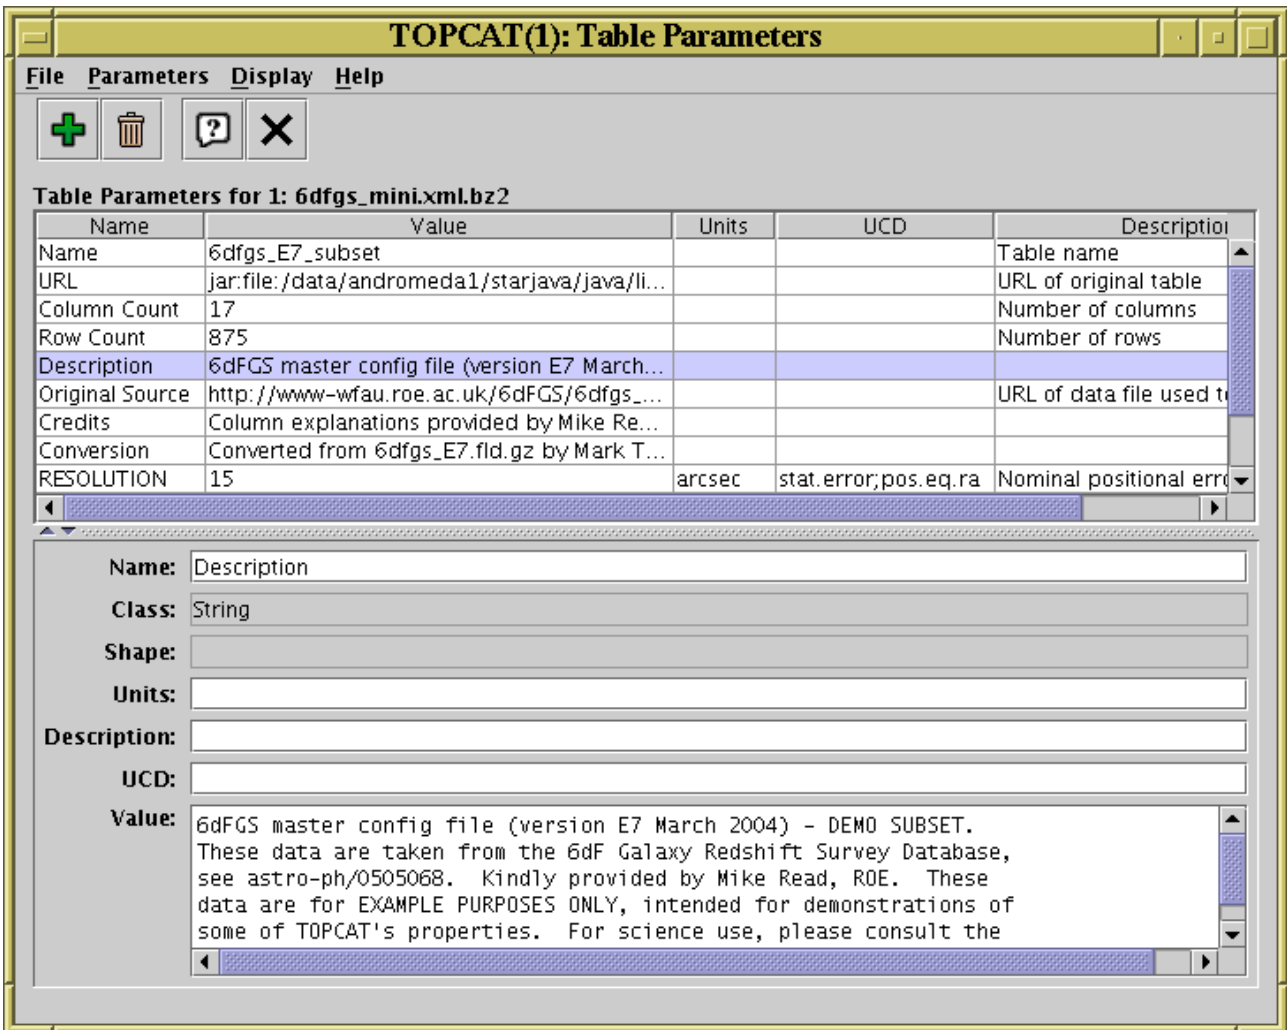 TOPCAT(1): Table Parameters
File Parameters Display Help
Table Parameters for 1: 6dfgs_mini.xml.bz2
Name Value Units UCD Description
Name 6dfgs_E7_subset Table name
URL jar:file:/data/andromeda1/starjava/java/li... URL of original table
Column Count 17 Number of columns
Row Count 875 Number of rows
Description 6dFGS master config file (version E7 March...
Original Source http://www-wfau.roe.ac.uk/6dFGS/6dfgs_... URL of data file used t
Credits Column explanations provided by Mike Re...
Conversion Converted from 6dfgs_E7.fld.gz by Mark T...
RESOLUTION 15 arcsec stat.error;pos.eq.ra Nominal positional erro
Name: Description
Class: String
Shape:
Units:
Description:
UCD:
Value: 6dFGS master config file (version E7 March 2004) - DEMO SUBSET.
These data are taken from the 6dF Galaxy Redshift Survey Database,
see astro-ph/0505068. Kindly provided by Mike Read, ROE. These
data are for EXAMPLE PURPOSES ONLY, intended for demonstrations of
some of TOPCAT's properties. For science use, please consult the